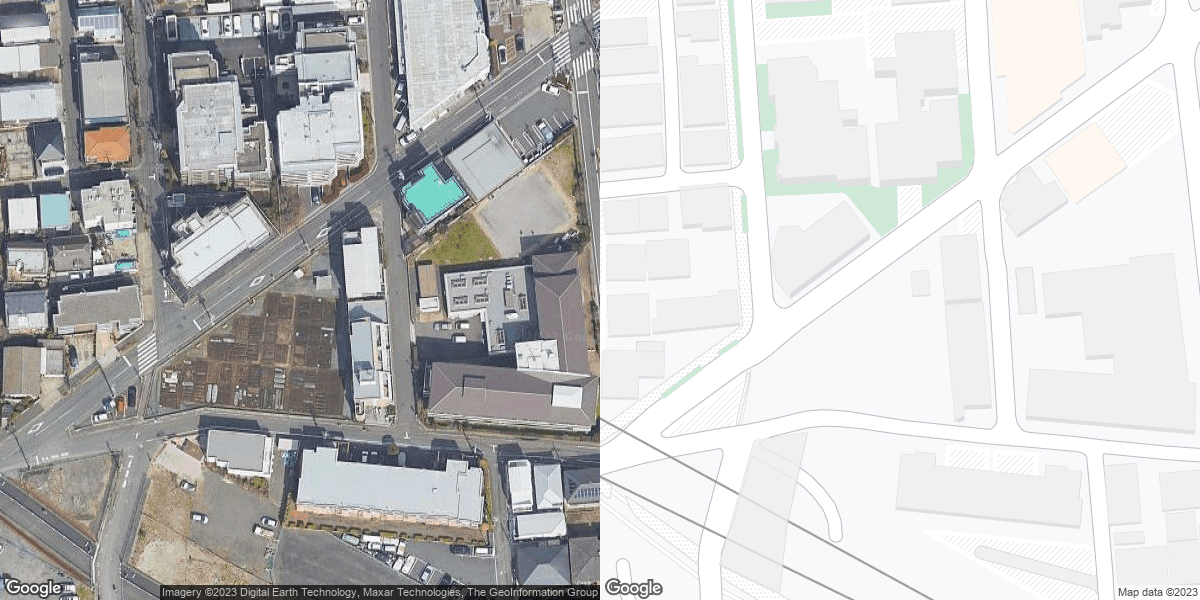 Google
Imagery ©2023 Digital Earth Technology, Maxar Technologies, The GeoInformation Group
Google
Map data ©2023